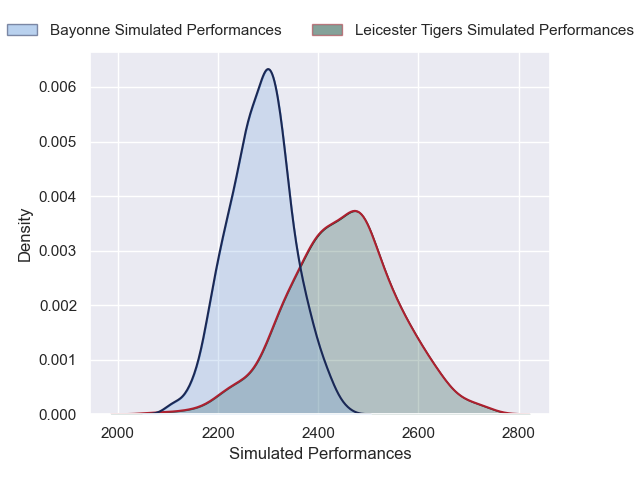 Bayonne Simulated Performances
Leicester Tigers Simulated Performances
0.006
0.005
0.004
0.003
0.002
0.001
0.000
Density
2000 2200 2400 2600 2800
Simulated Performances